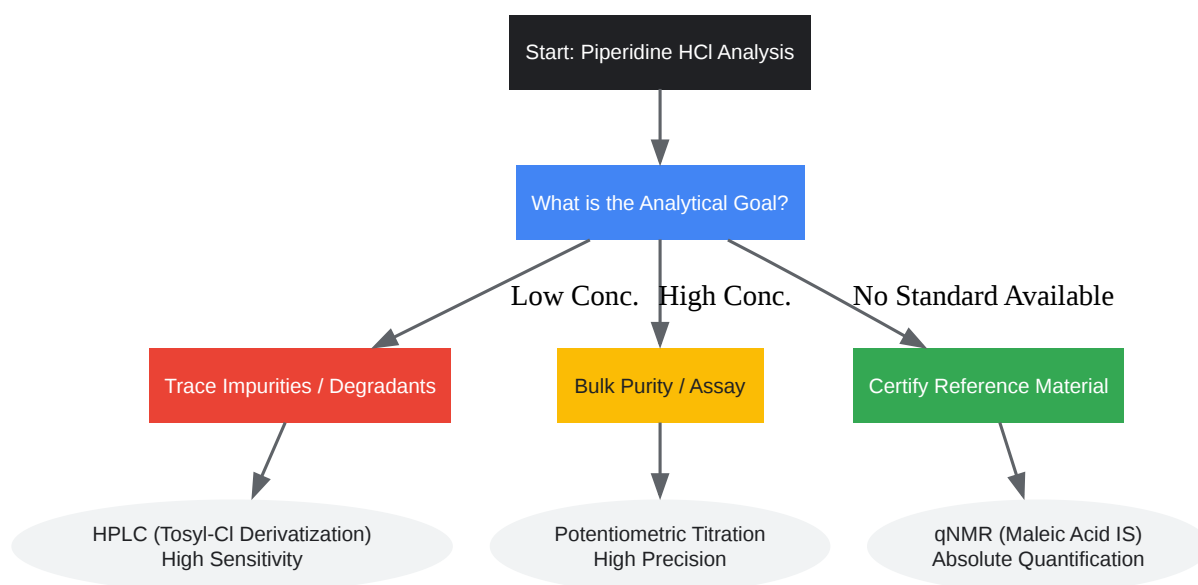 Start: Piperidine HCl Analysis
What is the Analytical Goal?
Low Conc.
High Conc.
No Standard Available
Trace Impurities / Degradants
Bulk Purity / Assay
Certify Reference Material
HPLC (Tosyl-Cl Derivatization)
High Sensitivity
Potentiometric Titration
High Precision
qNMR (Maleic Acid IS)
Absolute Quantification